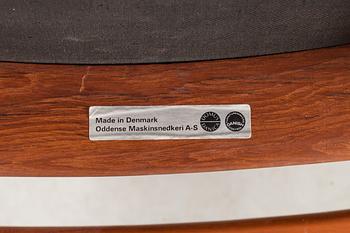 Made in Denmark
Oddense Maskinsnedkeri A-S